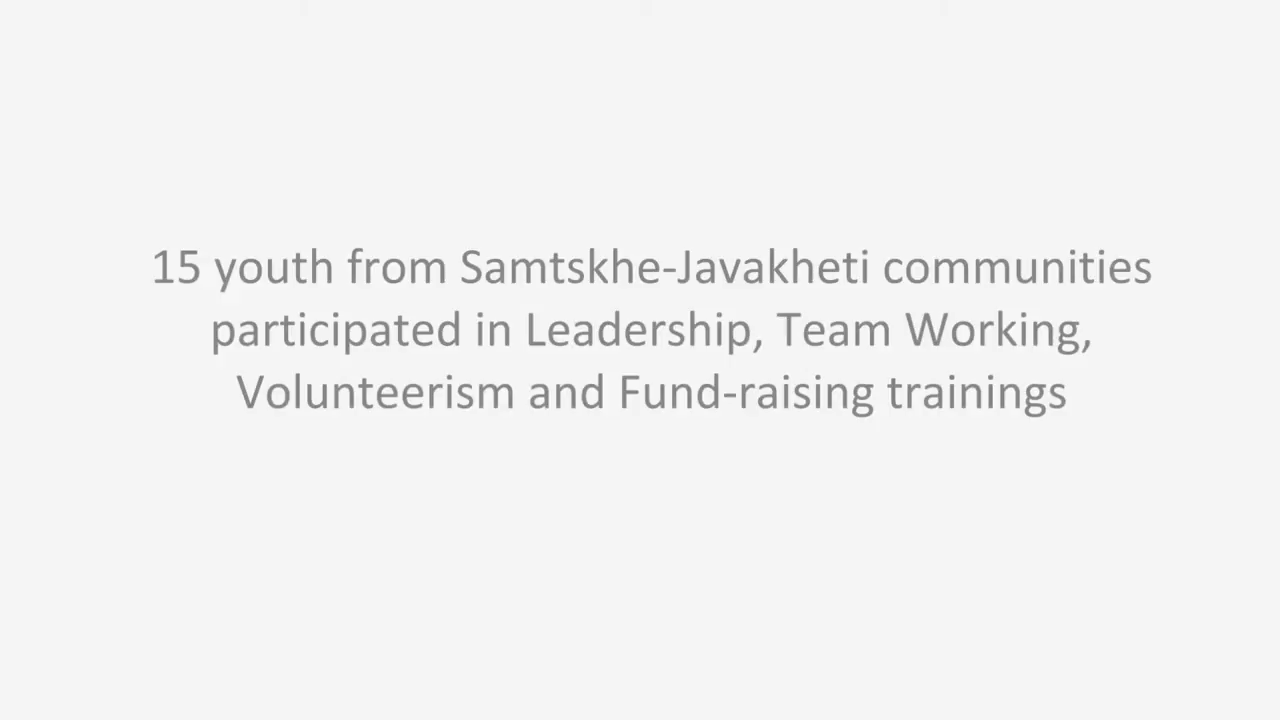 15 youth from Samtskhe-Javakheti communities
participated in Leadership, Team Working,
Volunteerism and Fund-raising trainings